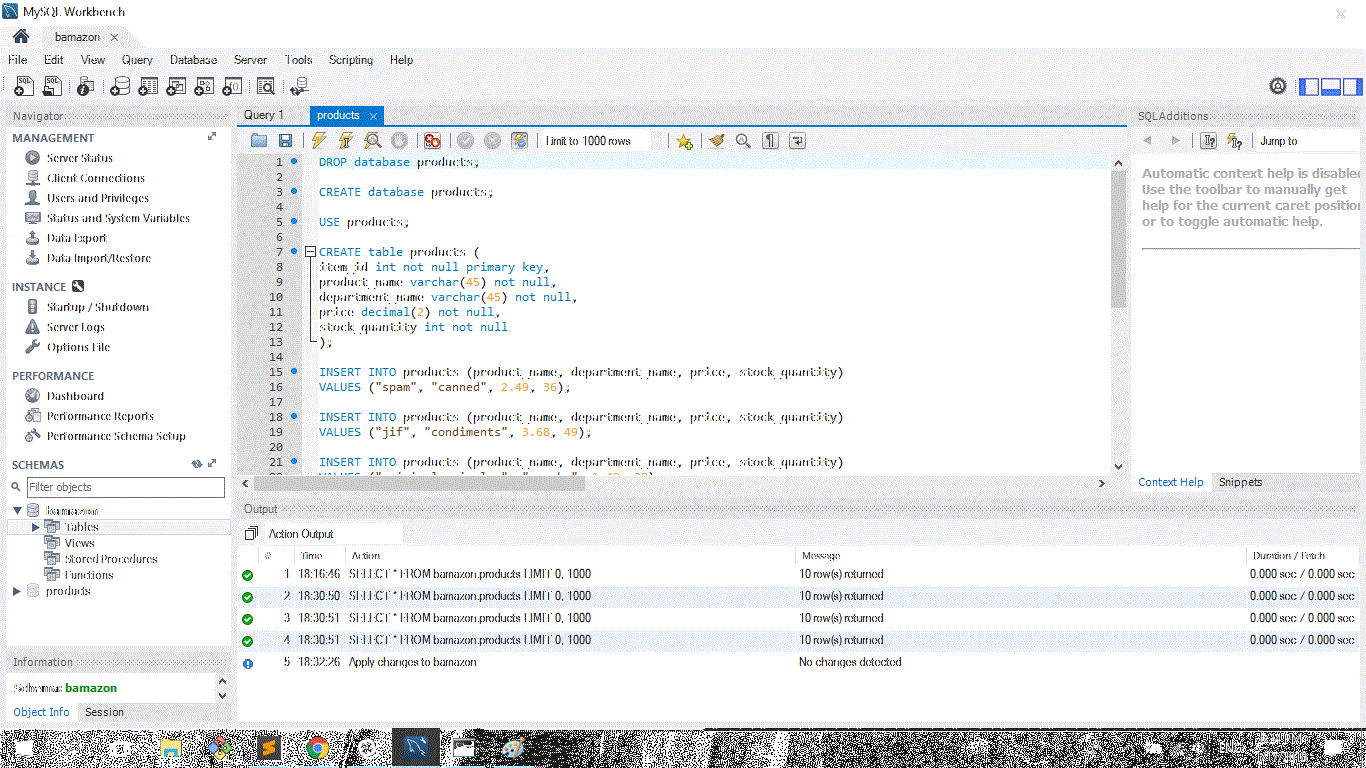 MySQL Workbench
bamazon
File Edit View Query Database Server Tools Scripting Help
Navigator
MANAGEMENT
Server Status
Client Connections
Users and Privileges
Status and System Variables
Data Export
Data Import/Restore
INSTANCE
Startup / Shutdown
Server Logs
Options File
PERFORMANCE
Dashboard
Performance Reports
Performance Schema Setup
SCHEMAS
Filter objects
bamazon
Tables
Views
Stored Procedures
Functions
products
Information
Schema: bamazon
Object Info Session
Query 1 products
Limit to 1000 rows
1 DROP database products;
2
3 CREATE database products;
4
5 USE products;
6
7 CREATE table products (
8 item_id int not null primary key,
9 product_name varchar(45) not null,
10 department_name varchar(45) not null,
11 price decimal(2) not null,
12 stock_quantity int not null
13 );
14
15 INSERT INTO products (product_name, department_name, price, stock_quantity)
16 VALUES ("spam", "canned", 2.49, 36);
17
18 INSERT INTO products (product_name, department_name, price, stock_quantity)
19 VALUES ("jif", "condiments", 3.68, 49);
20
21 INSERT INTO products (product_name, department_name, price, stock_quantity)
SQLAdditions
Jump to
Automatic context help is disabled
Use the toolbar to manually get
help for the current caret position
or to toggle automatic help.
Context Help Snippets
Output
Action Output
# Time Action Message Duration / Fetch
1 18:16:46 SELECT * FROM bamazon.products LIMIT 0, 1000 10 row(s) returned 0.000 sec / 0.000 sec
2 18:30:50 SELECT * FROM bamazon.products LIMIT 0, 1000 10 row(s) returned 0.000 sec / 0.000 sec
3 18:30:51 SELECT * FROM bamazon.products LIMIT 0, 1000 10 row(s) returned 0.000 sec / 0.000 sec
4 18:30:51 SELECT * FROM bamazon.products LIMIT 0, 1000 10 row(s) returned 0.000 sec / 0.000 sec
5 18:32:26 Apply changes to bamazon No changes detected